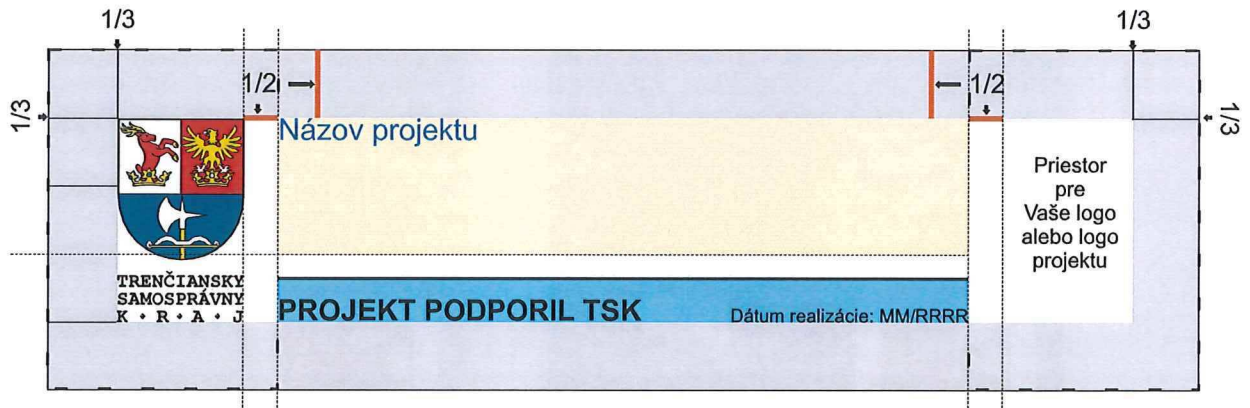 1/3
1/3
1/2
1/2
1/3
1/3
Názov projektu
Priestor
pre
Vaše logo
alebo logo
projektu
TRENČIANSKY
SAMOSPRÁVNY
K · R · A · J
PROJEKT PODPORIL TSK
Dátum realizácie: MM/RRRR